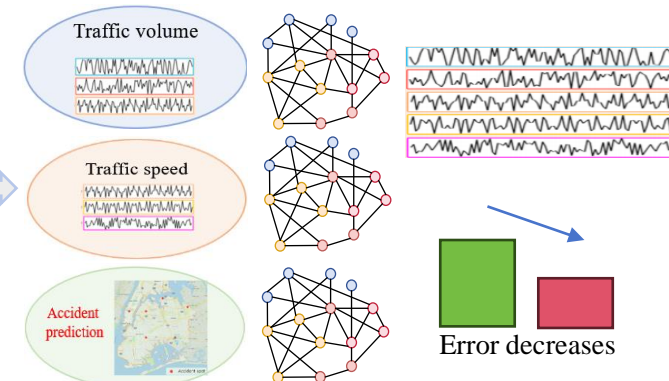 Traffic volume
Traffic speed
Accident
prediction
Error decreases